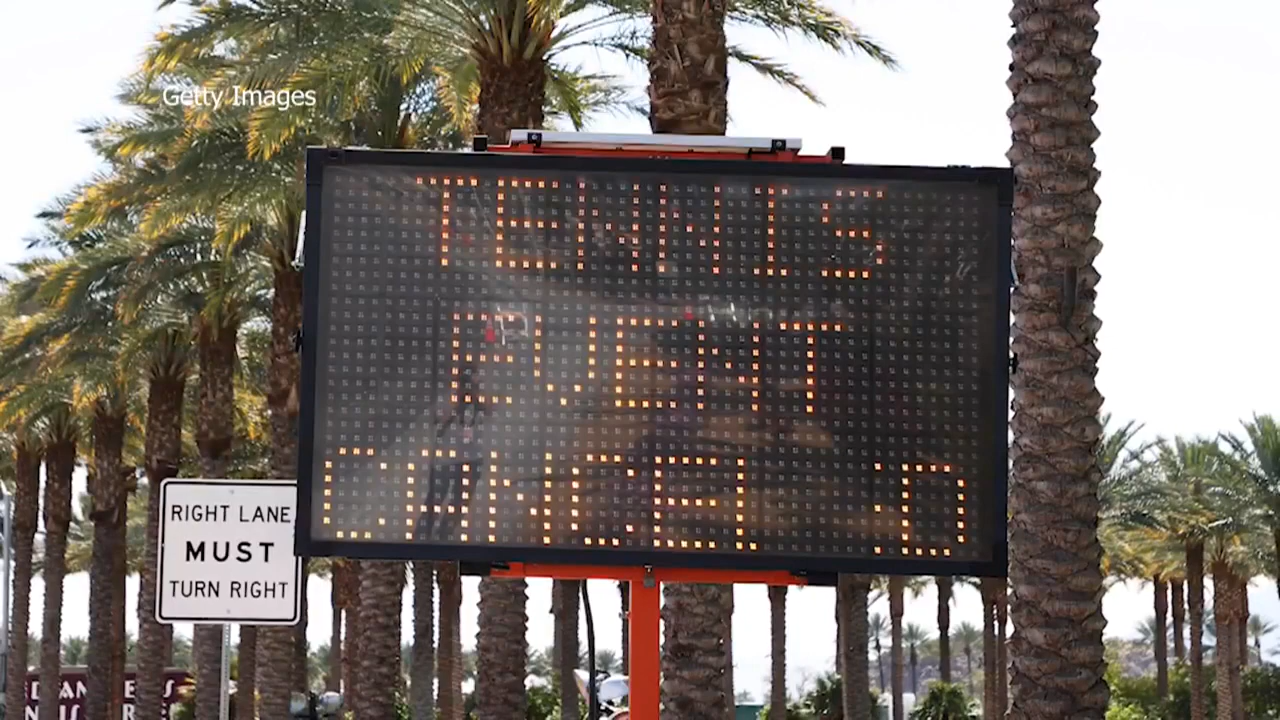 Getty Images
TENNIS
EVENT
CANCELED
RIGHT LANE
MUST
TURN RIGHT